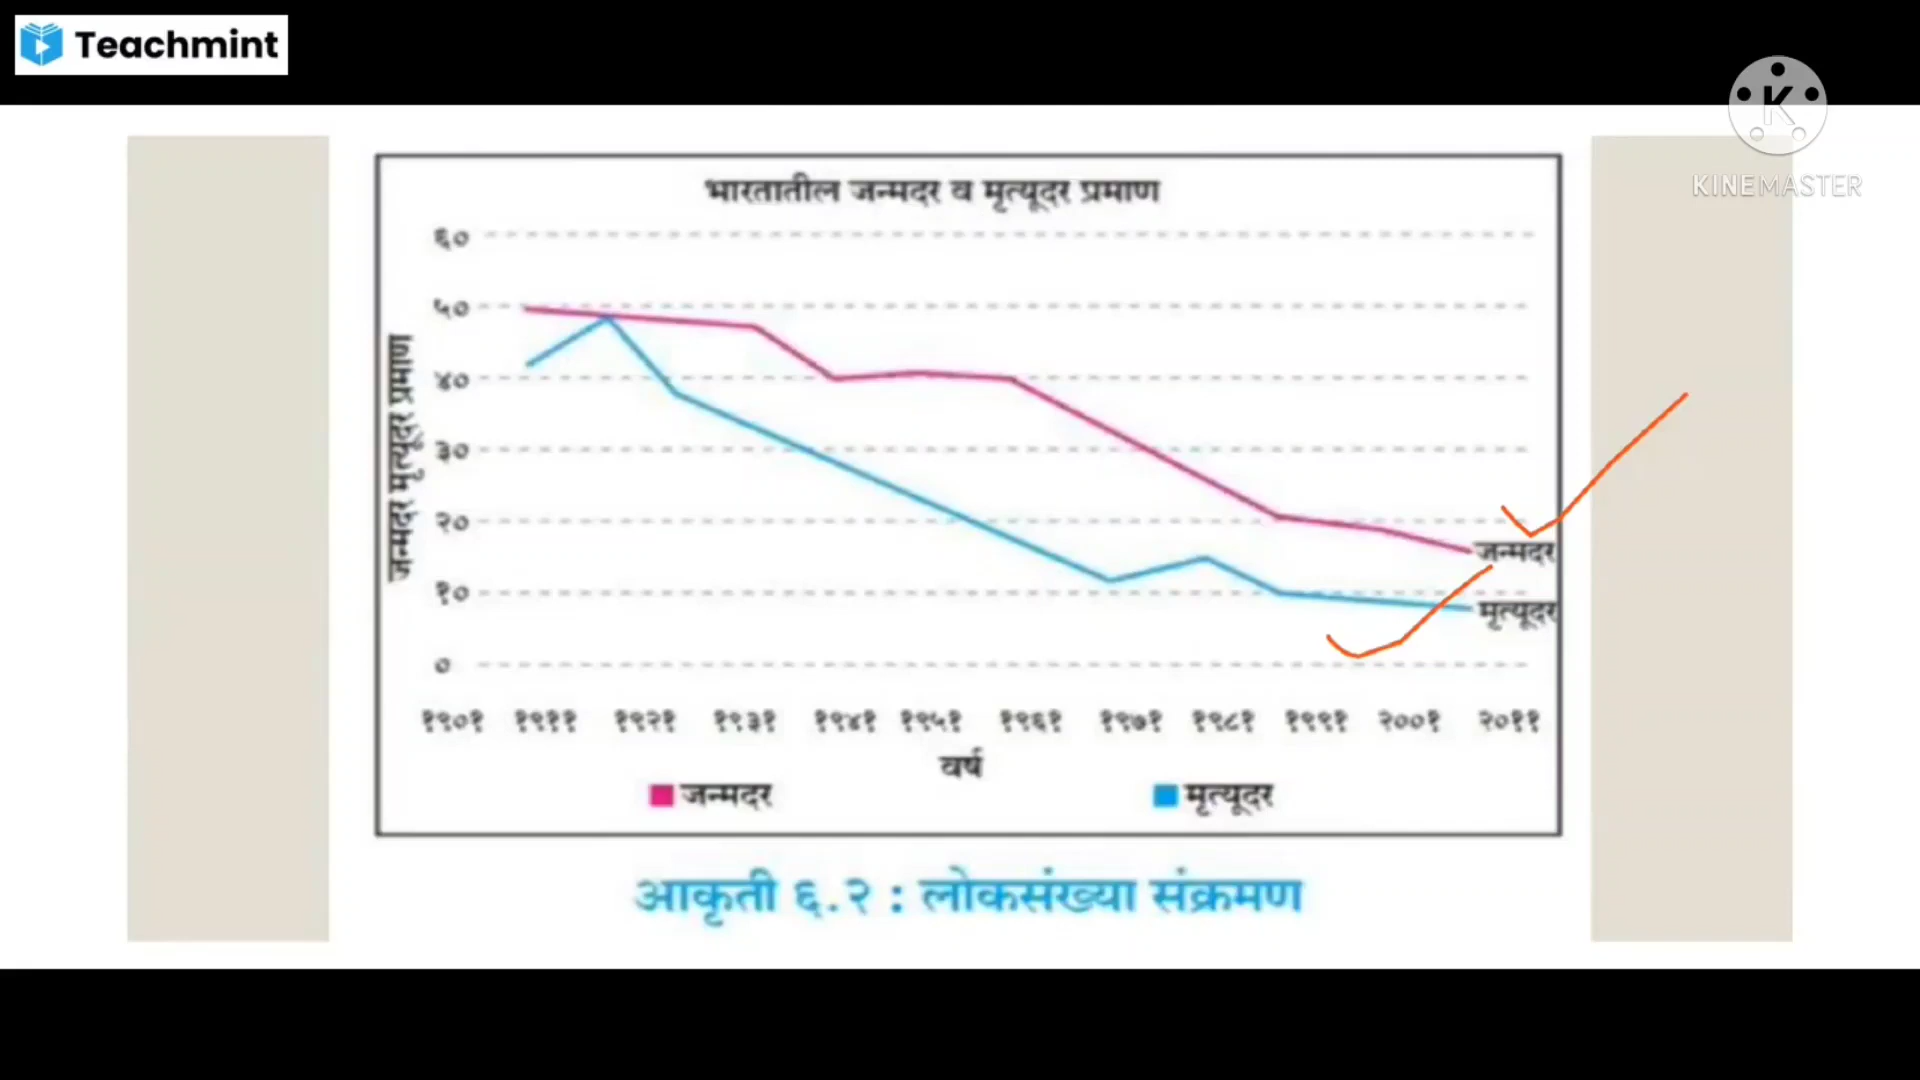 Teachmint
K
KINEMASTER
भारतातील जन्मदर व मृत्यूदर प्रमाण
६०
५०
४०
३०
२०
१०
०
जन्मदर मृत्यूदर प्रमाण
जन्मदर
मृत्यूदर
१९०१ १९११ १९२१ १९३१ १९४१ १९५१ १९६१ १९७१ १९८१ १९९१ २००१ २०११
वर्ष
जन्मदर मृत्यूदर
आकृती ६.२ : लोकसंख्या संक्रमण